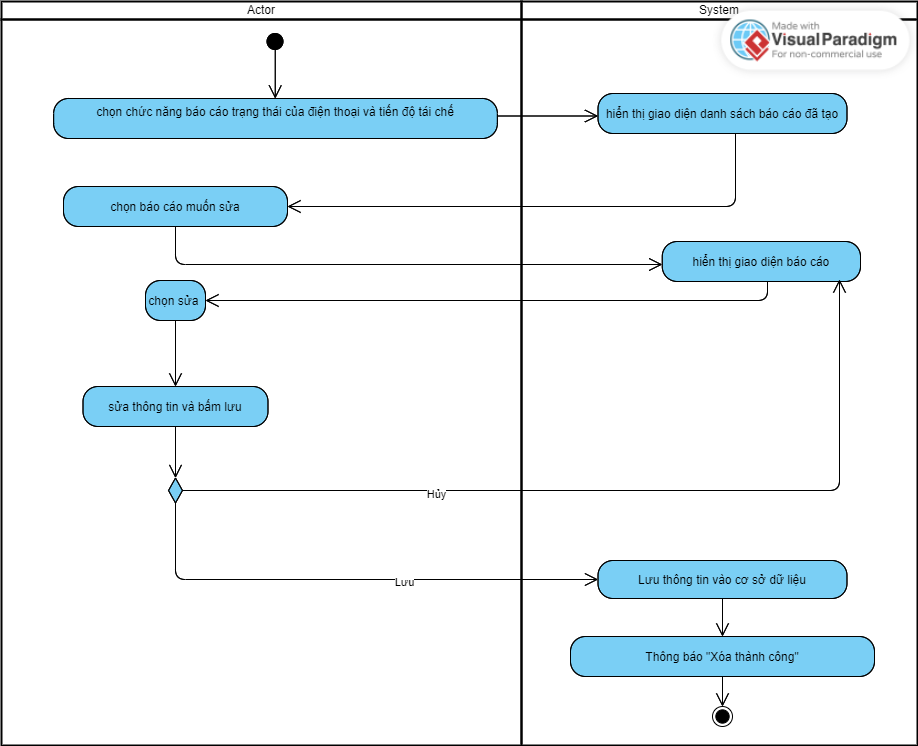 Actor
System
Made with
VisualParadigm
For non-commercial use
chọn chức năng báo cáo trạng thái của điện thoại và tiến độ tái chế
hiển thị giao diện danh sách báo cáo đã tạo
chọn báo cáo muốn sửa
hiển thị giao diện báo cáo
chọn sửa
sửa thông tin và bấm lưu
Hủy
Lưu
Lưu thông tin vào cơ sở dữ liệu
Thông báo "Xóa thành công"